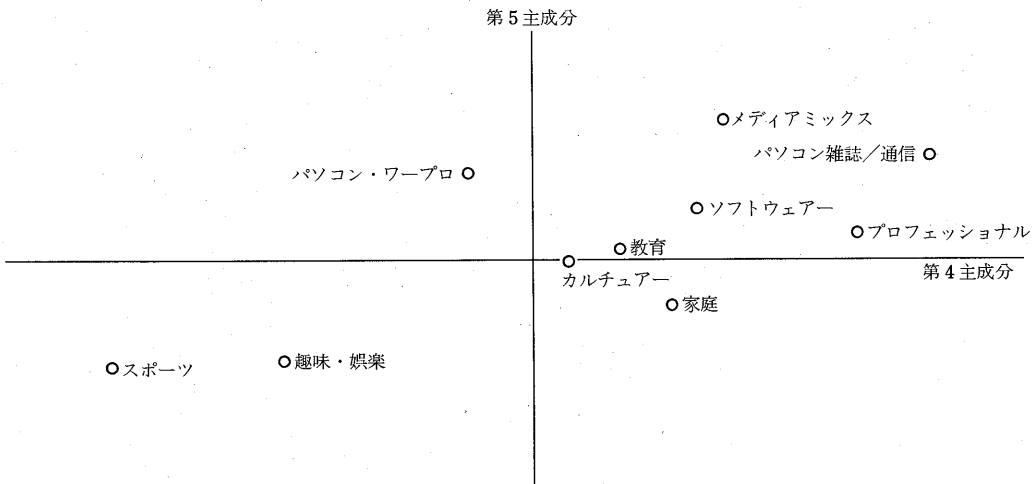 第5主成分
メディアミックス
パソコン雑誌／通信
パソコン・ワープロ
ソフトウェアー
プロフェッショナル
教育
第4主成分
カルチュアー
家庭
趣味・娯楽
スポーツ